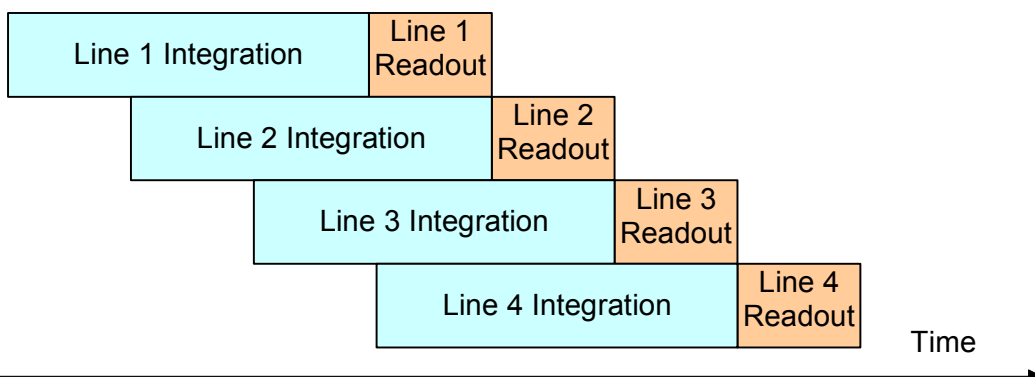 Line 1 Integration
Line 1
Readout
Line 2 Integration
Line 2
Readout
Line 3 Integration
Line 3
Readout
Line 4 Integration
Line 4
Readout
Time